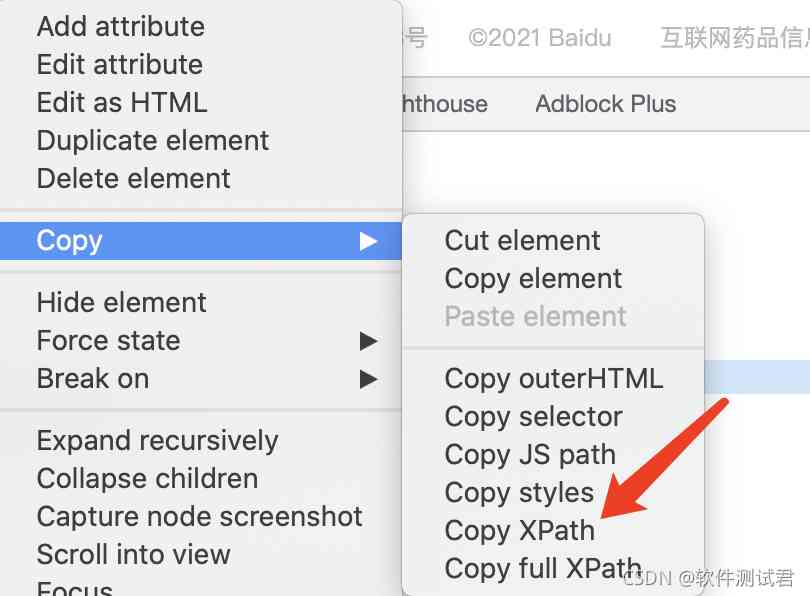 Add attribute
Edit attribute
Edit as HTML
Duplicate element
Delete element
Copy
Hide element
Force state
Break on
Expand recursively
Collapse children
Capture node screenshot
Scroll into view
Focus
号 ©2021 Baidu 互联网药品信息
hthouse Adblock Plus
Cut element
Copy element
Paste element
Copy outerHTML
Copy selector
Copy JS path
Copy styles
Copy XPath
Copy full XPath
CSDN @软件测试君